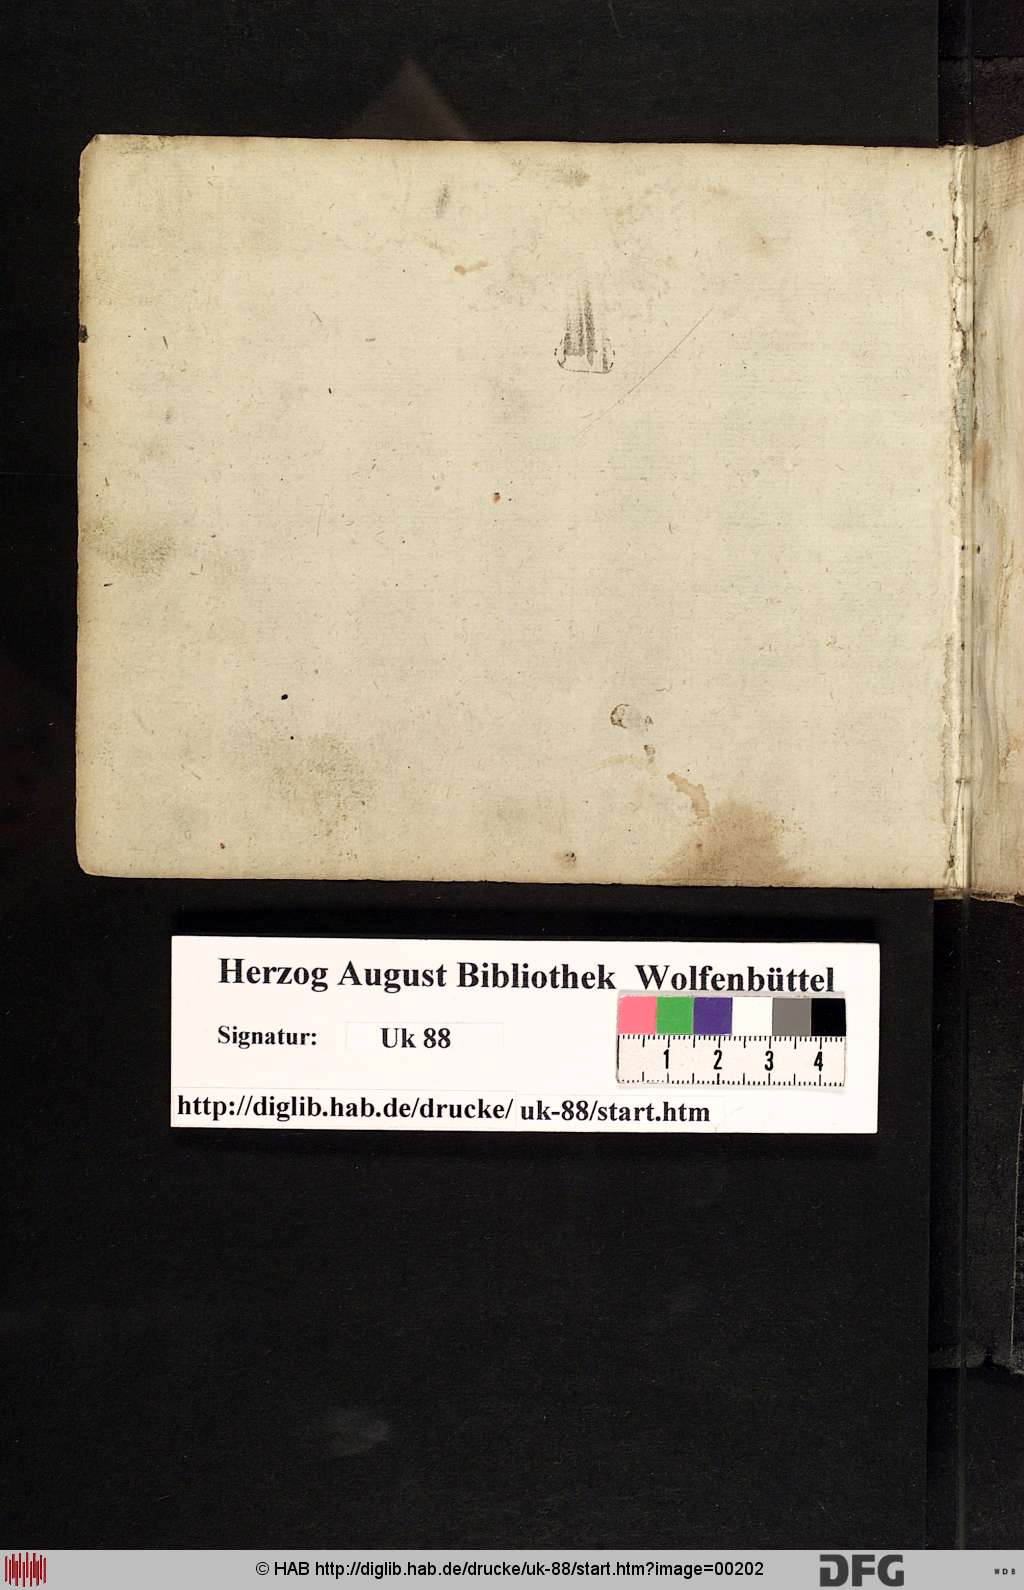 Herzog August Bibliothek Wolfenbüttel
Signatur: Uk 88
1 2 3 4
http://diglib.hab.de/drucke/ uk-88/start.htm
© HAB http://diglib.hab.de/drucke/uk-88/start.htm?image=00202
DFG
WDB